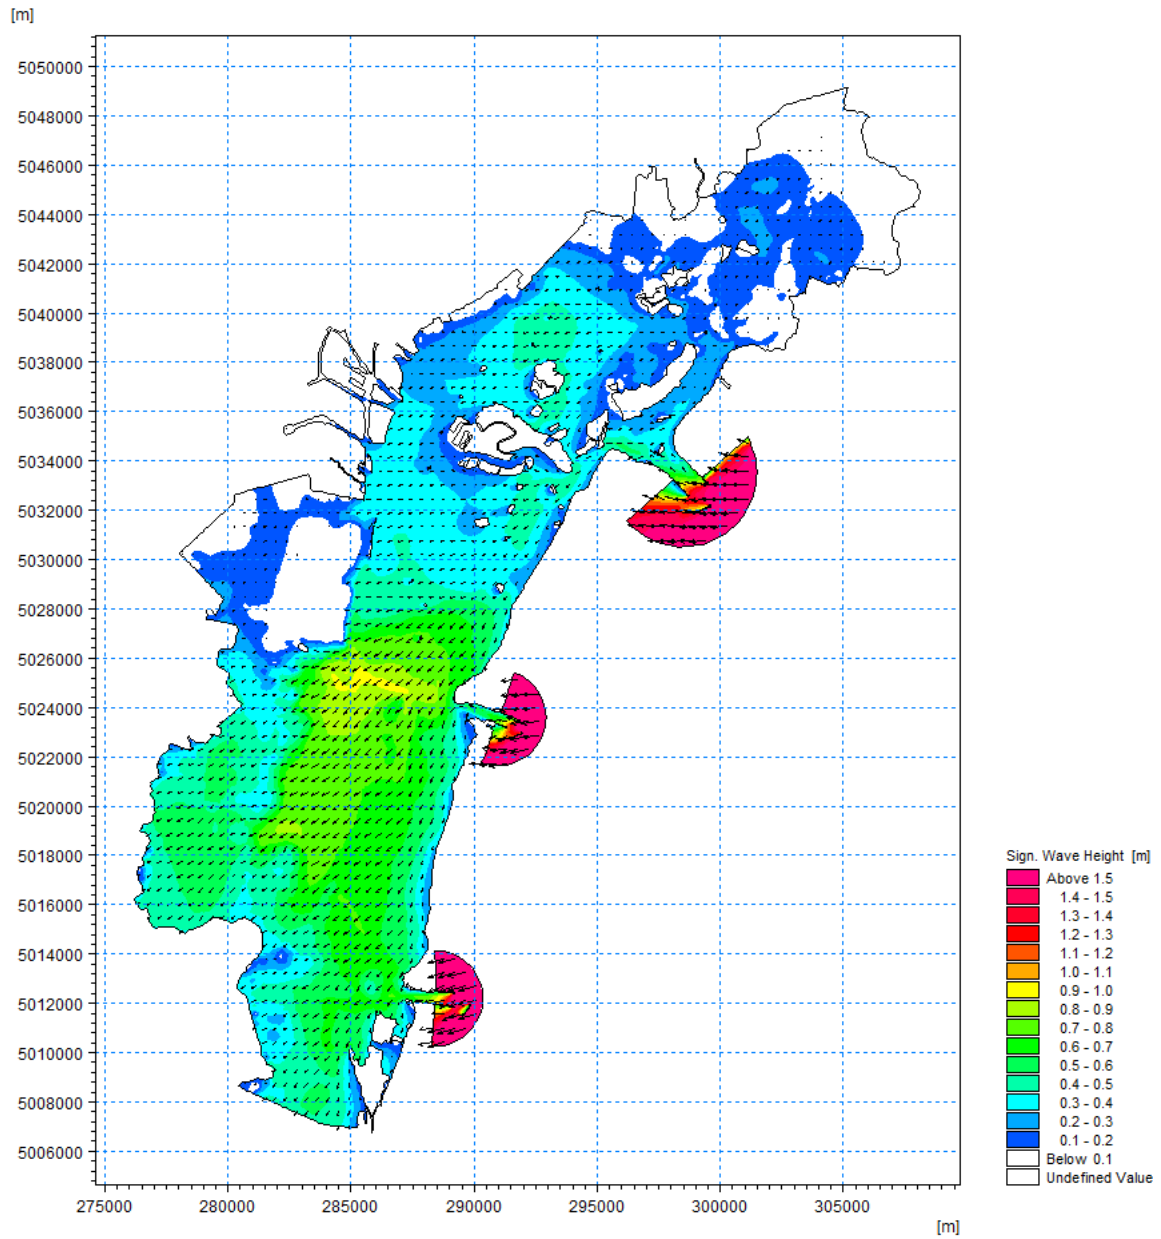 [m]
5050000
5048000
5046000
5044000
5042000
5040000
5038000
5036000
5034000
5032000
5030000
5028000
5026000
5024000
5022000
5020000
5018000
5016000
5014000
5012000
5010000
5008000
5006000
275000 280000 285000 290000 295000 300000 305000
[m]
Sign. Wave Height [m]
Above 1.5
1.4 - 1.5
1.3 - 1.4
1.2 - 1.3
1.1 - 1.2
1.0 - 1.1
0.9 - 1.0
0.8 - 0.9
0.7 - 0.8
0.6 - 0.7
0.5 - 0.6
0.4 - 0.5
0.3 - 0.4
0.2 - 0.3
0.1 - 0.2
Below 0.1
Undefined Value